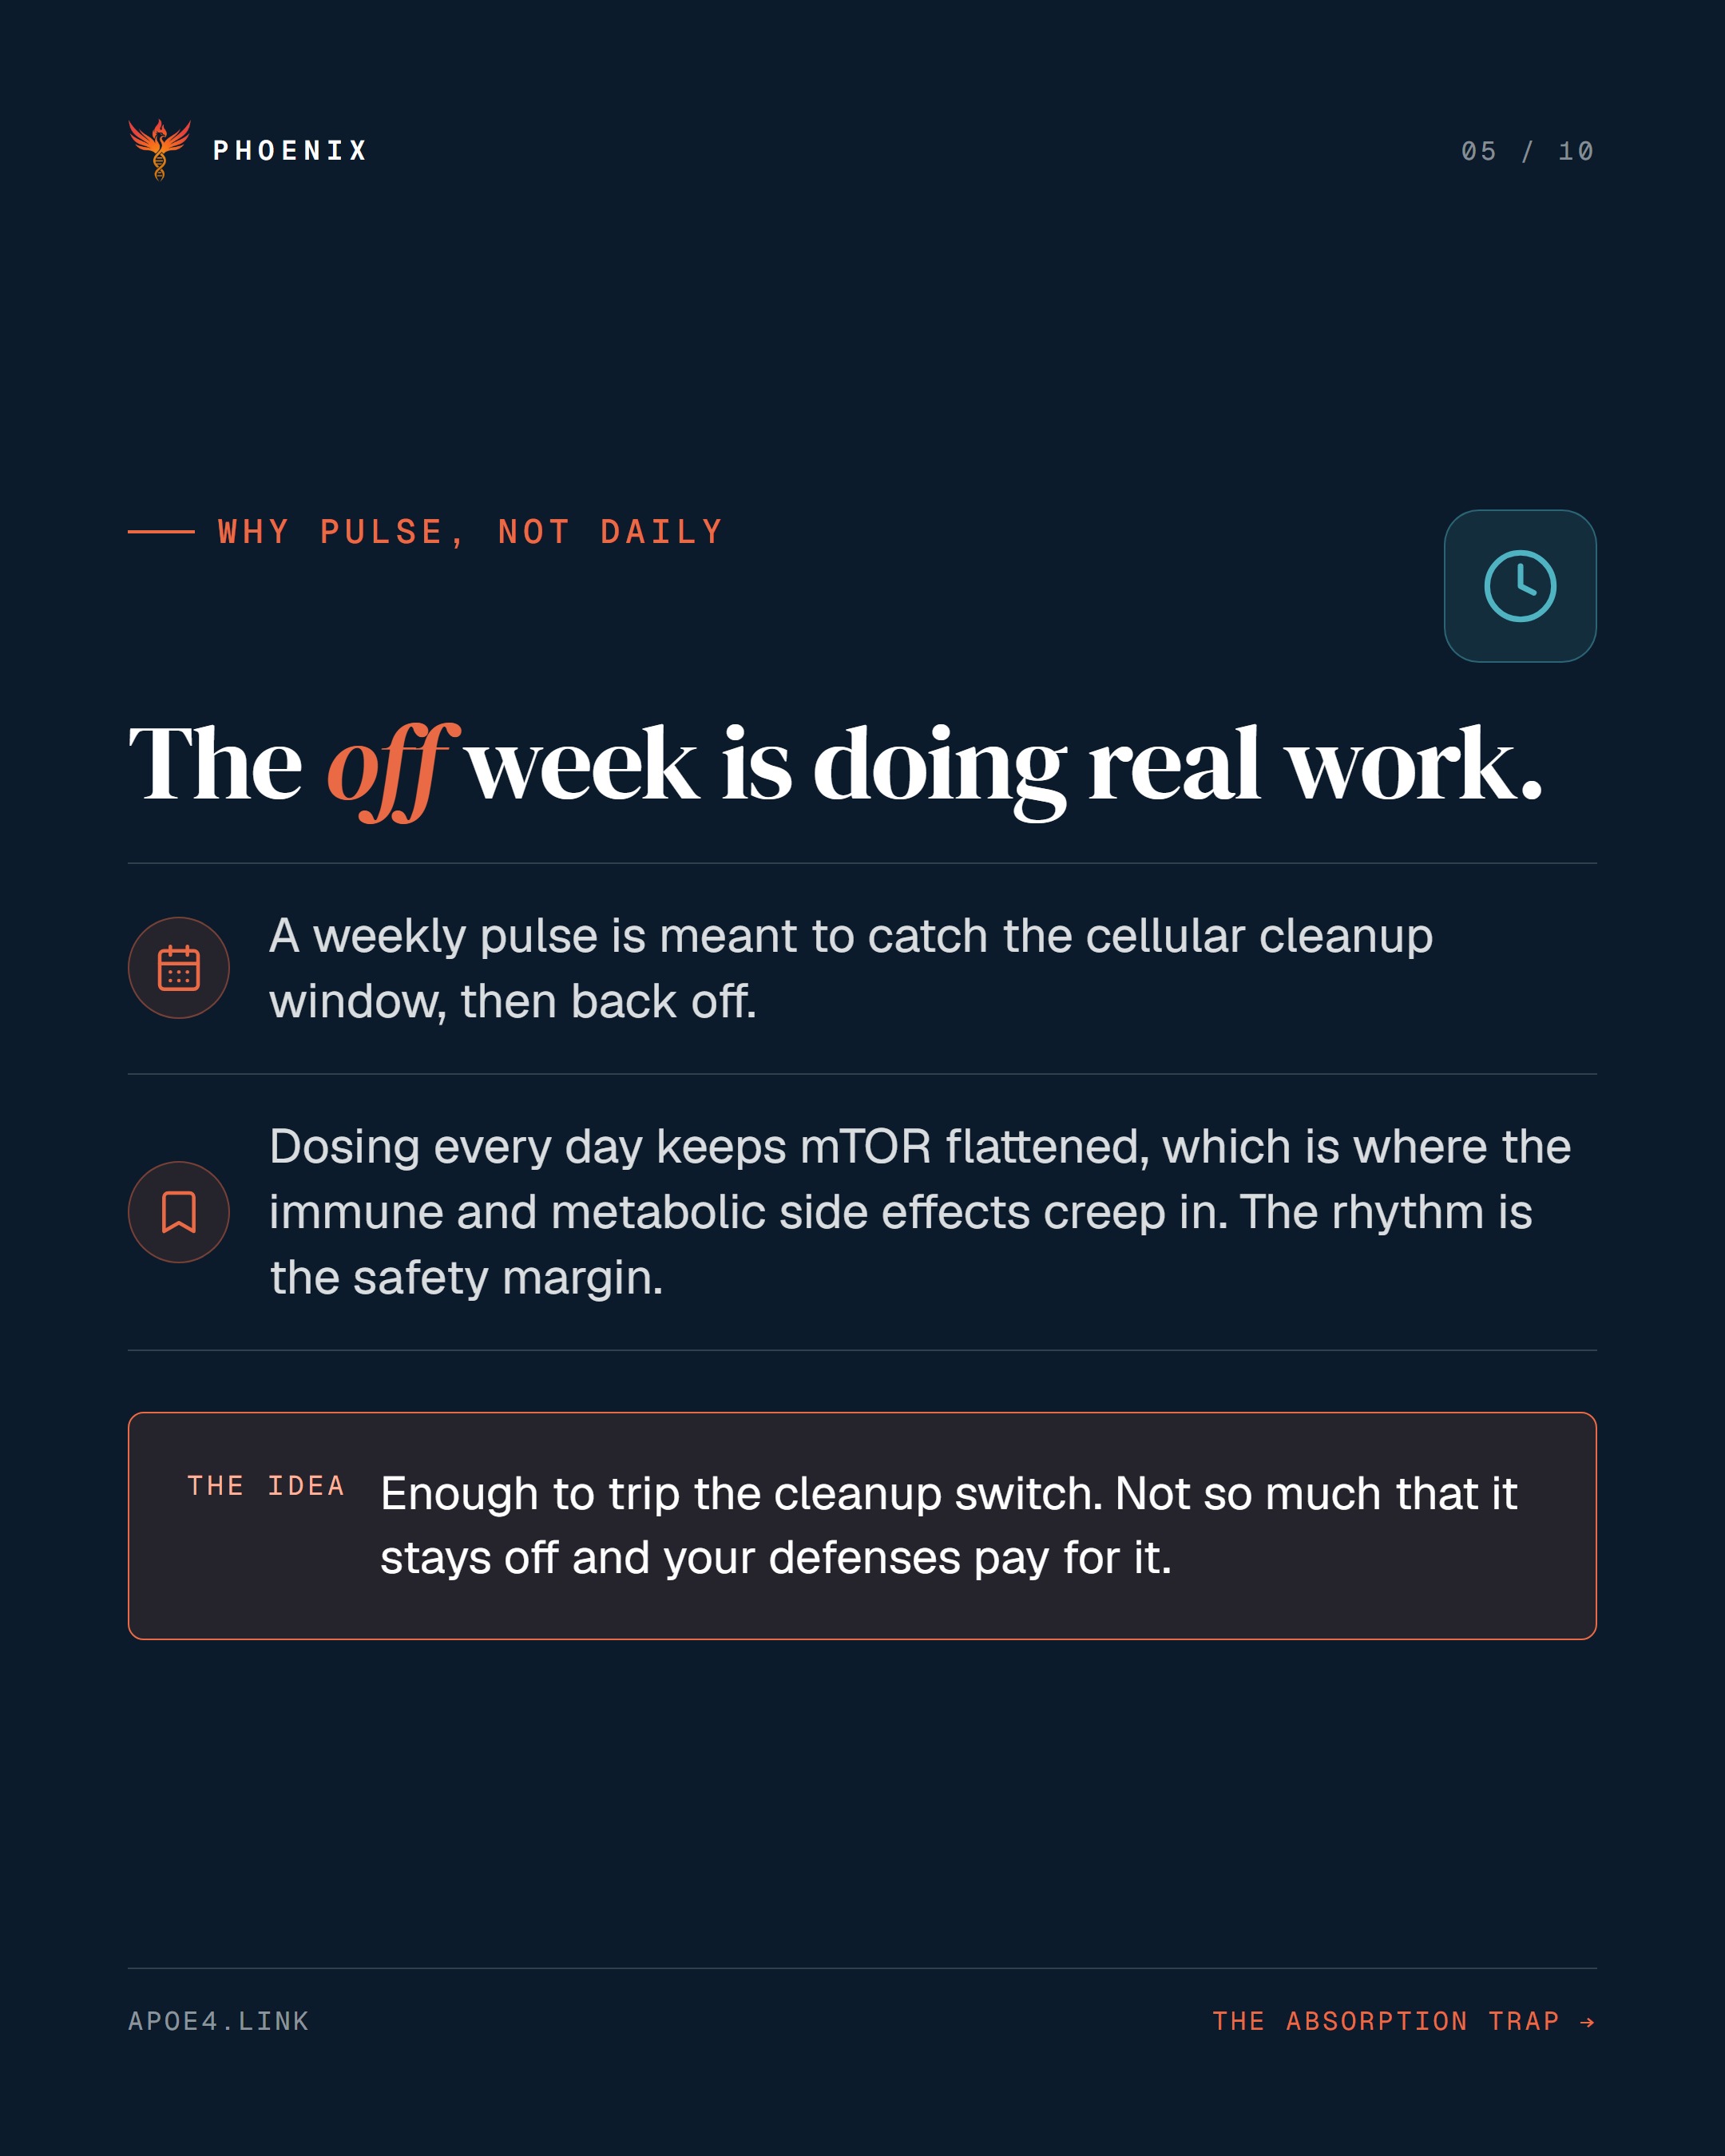 PHOENIX
05 / 10
WHY PULSE, NOT DAILY
The off week is doing real work.
A weekly pulse is meant to catch the cellular cleanup
window, then back off.
Dosing every day keeps mTOR flattened, which is where the
immune and metabolic side effects creep in. The rhythm is
the safety margin.
THE IDEA
Enough to trip the cleanup switch. Not so much that it
stays off and your defenses pay for it.
APOE4.LINK
THE ABSORPTION TRAP →